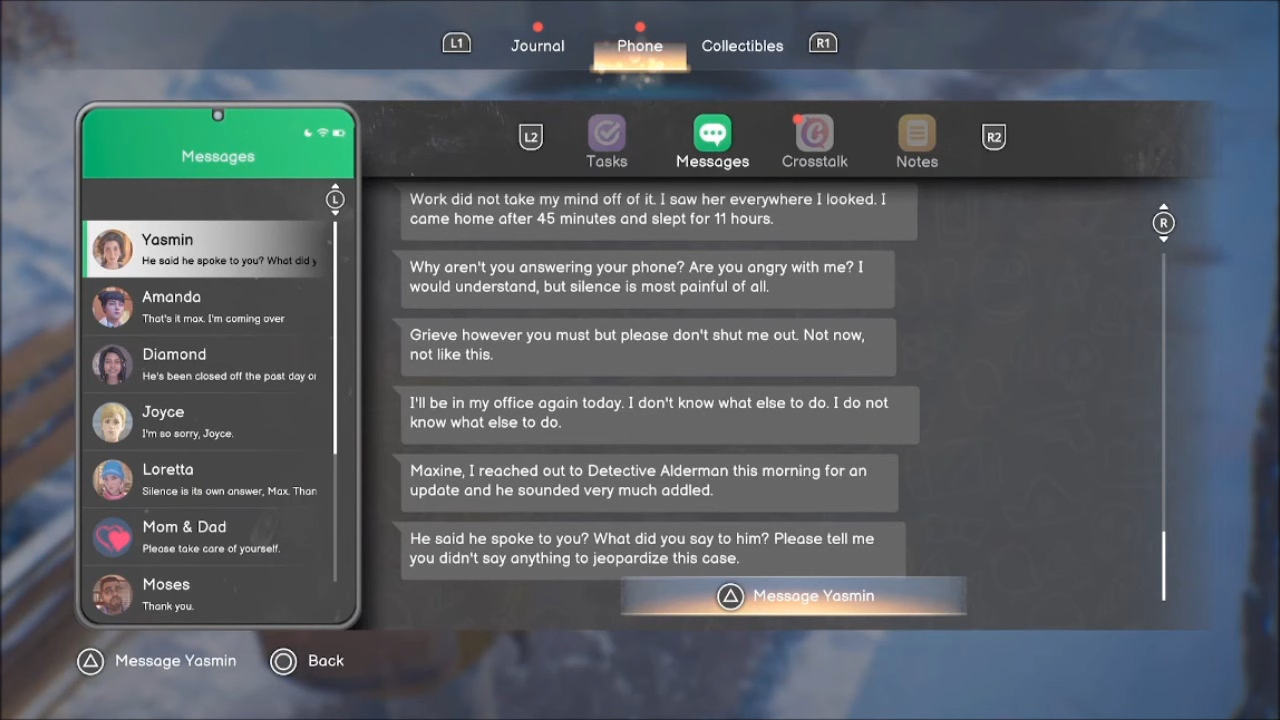 L1
Journal
Phone
Collectibles
R1
Messages
L
Yasmin
He said he spoke to you? What did y
Amanda
That's it max. I'm coming over
Diamond
He's been closed off the past day or
Joyce
I'm so sorry, Joyce.
Loretta
Silence is its own answer, Max. Than
Mom & Dad
Please take care of yourself.
Moses
Thank you.
L2
Tasks
Messages
Crosstalk
Notes
R2
Work did not take my mind off of it. I saw her everywhere I looked. I
came home after 45 minutes and slept for 11 hours.
Why aren't you answering your phone? Are you angry with me? I
would understand, but silence is most painful of all.
Grieve however you must but please don't shut me out. Not now,
not like this.
I'll be in my office again today. I don't know what else to do. I do not
know what else to do.
Maxine, I reached out to Detective Alderman this morning for an
update and he sounded very much addled.
He said he spoke to you? What did you say to him? Please tell me
you didn't say anything to jeopardize this case.
R
Message Yasmin
Message Yasmin
Back